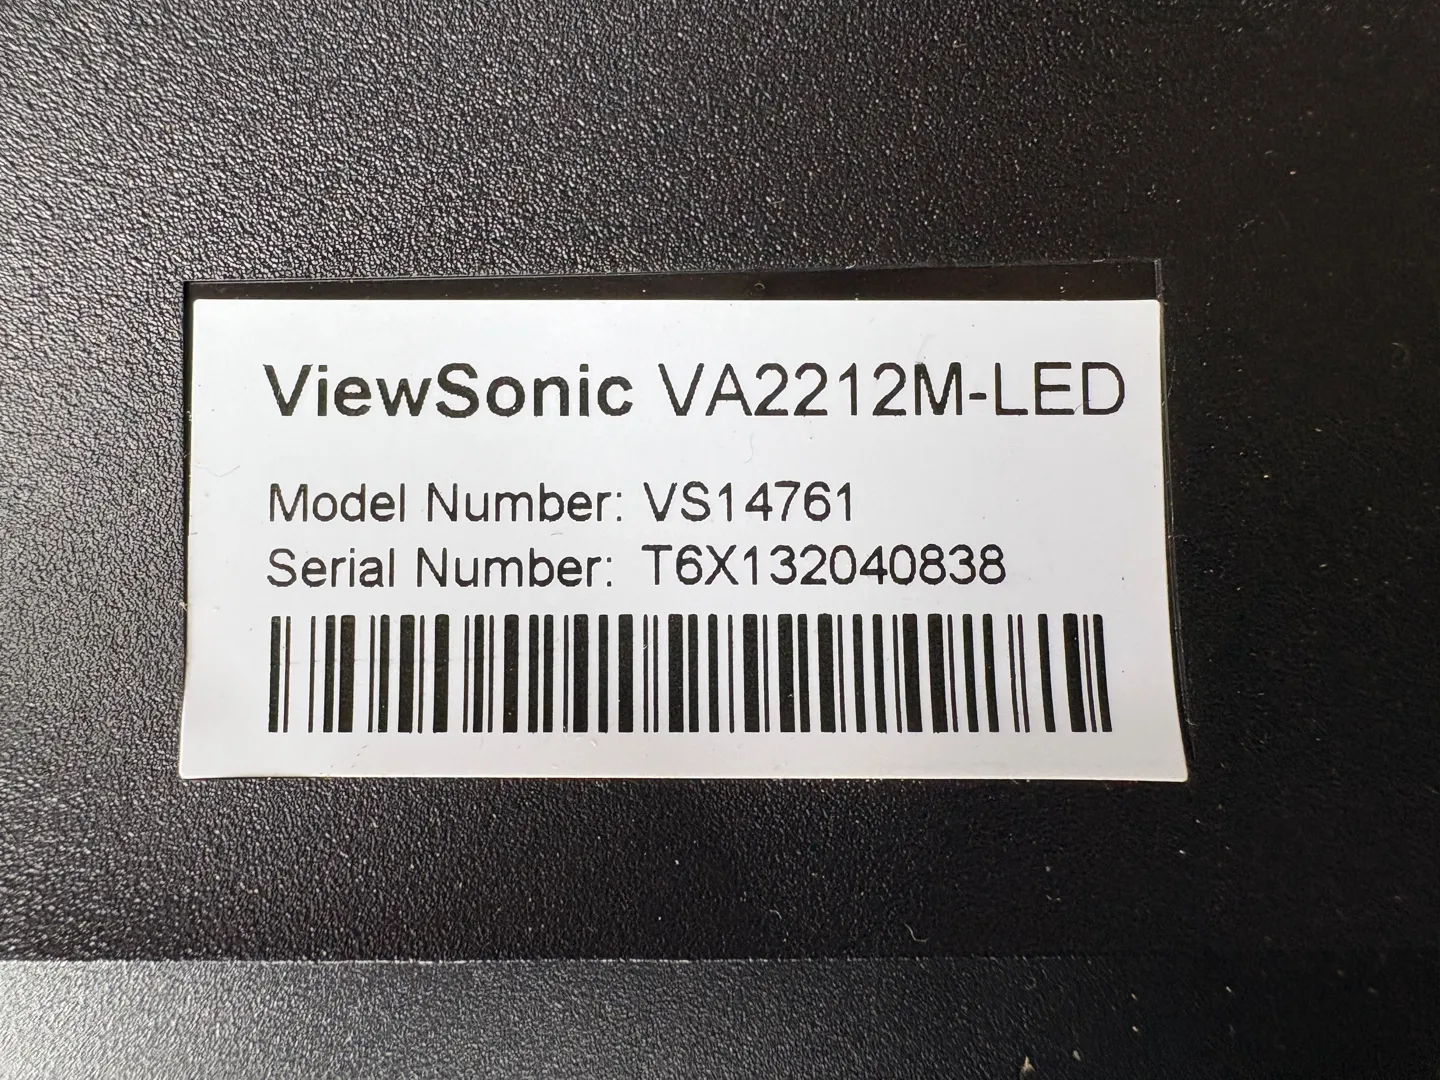 ViewSonic VA2212M-LED
Model Number: VS14761
Serial Number: T6X132040838